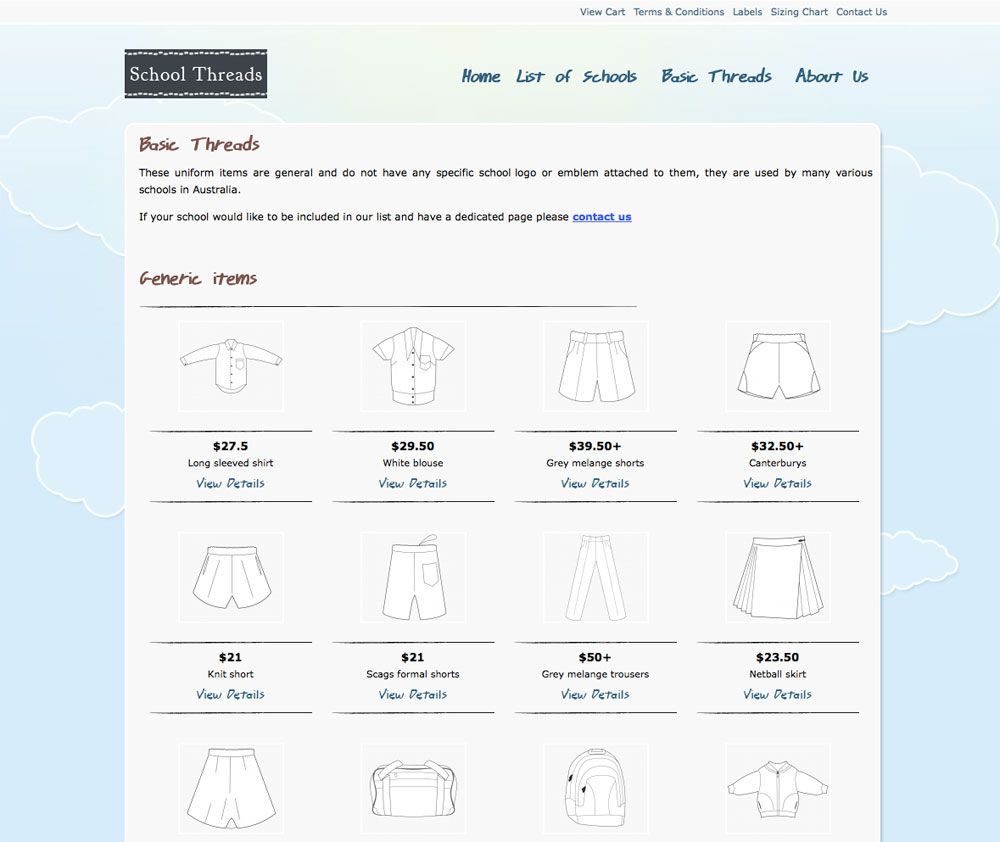 View Cart Terms & Conditions Labels Sizing Chart Contact Us
School Threads
Home List of Schools Basic Threads About Us
Basic Threads
These uniform items are general and do not have any specific school logo or emblem attached to them, they are used by many various
schools in Australia.
If your school would like to be included in our list and have a dedicated page please contact us
Generic items
$27.5 $29.50 $39.50+ $32.50+
Long sleeved shirt White blouse Grey melange shorts Canterburys
View Details View Details View Details View Details
$21 $21 $50+ $23.50
Knit short Scags formal shorts Grey melange trousers Netball skirt
View Details View Details View Details View Details